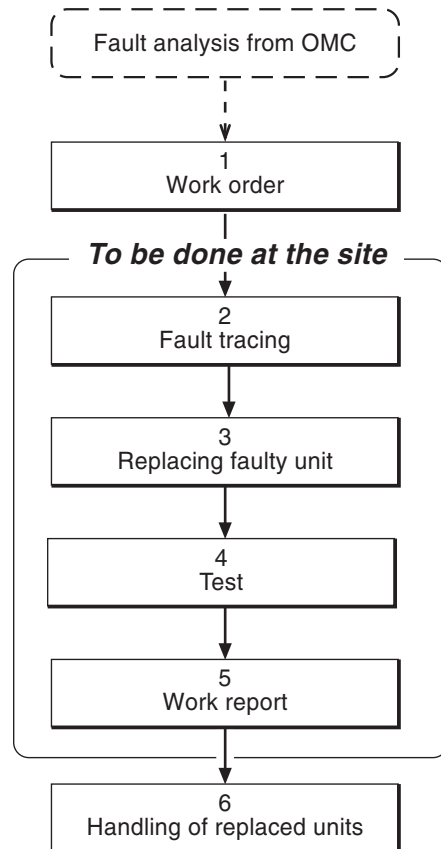 Fault analysis from OMC
1
Work order
To be done at the site
2
Fault tracing
3
Replacing faulty unit
4
Test
5
Work report
6
Handling of replaced units